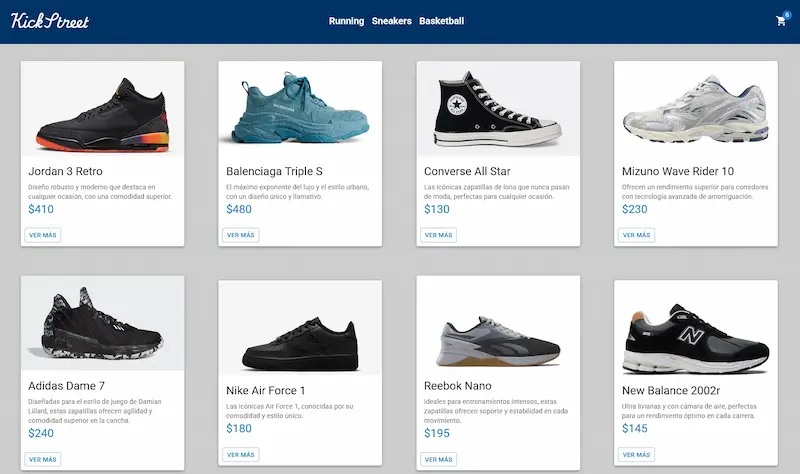 KickStreet
Running Sneakers Basketball
0
Jordan 3 Retro
Diseño robusto y moderno que destaca en
cualquier ocasión, con una comodidad superior.
$410
VER MÁS
BALENCIAGA
Balenciaga Triple S
El máximo exponente del lujo y el estilo urbano,
con un diseño único y llamativo.
$480
VER MÁS
Converse All Star
Las icónicas zapatillas de lona que nunca pasan
de moda, perfectas para cualquier ocasión.
$130
VER MÁS
Mizuno Wave Rider 10
Ofrecen un rendimiento superior para corredores
con tecnología avanzada de amortiguación.
$230
VER MÁS
Adidas Dame 7
Diseñadas para el estilo de juego de Damian
Lillard, estas zapatillas ofrecen agilidad y
comodidad superior en la cancha.
$240
VER MÁS
Nike Air Force 1
Las icónicas Air Force 1, conocidas por su
comodidad y estilo único.
$180
VER MÁS
Reebok Nano
Ideales para entrenamientos intensos, estas
zapatillas ofrecen soporte y estabilidad en cada
movimiento.
$195
VER MÁS
N
New Balance 2002r
Ultra livianas y con cámara de aire, perfectas
para un rendimiento óptimo en cada carrera.
$145
VER MÁS